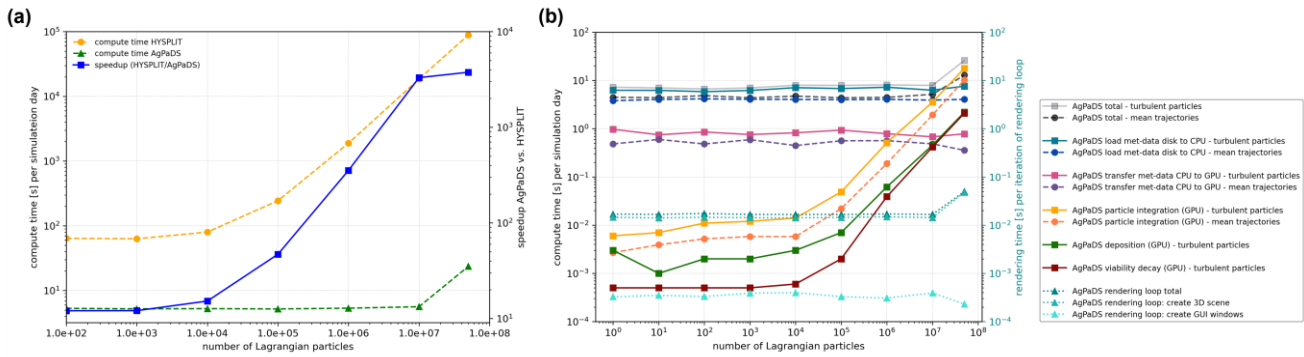 (a)
10^5
10^4
10^3
10^2
10^1
compute time [s] per simulateion day
compute time HYSPLIT
compute time AgPaDS
speedup (HYSPLIT/AgPaDS)
10^4
10^3
10^2
10^1
speedup AgPaDS vs. HYSPLIT
1.0e+02 1.0e+03 1.0e+04 1.0e+05 1.0e+06 1.0e+07 1.0e+08
number of Lagrangian particles
(b)
10^2
10^1
10^0
10^-1
10^-2
10^-3
10^-4
compute time [s] per simulation day
10^2
10^1
10^0
10^-1
10^-2
10^-3
10^-4
rendering time [s] per iteration of rendering loop
10^0 10^1 10^2 10^3 10^4 10^5 10^6 10^7 10^8
number of Lagrangian particles
AgPaDS total - turbulent particles
AgPaDS total - mean trajectories
AgPaDS load met-data disk to CPU - turbulent particles
AgPaDS load met-data disk to CPU - mean trajectories
AgPaDS transfer met-data CPU to GPU - turbulent particles
AgPaDS transfer met-data CPU to GPU - mean trajectories
AgPaDS particle integration (GPU) - turbulent particles
AgPaDS particle integration (GPU) - mean trajectories
AgPaDS deposition (GPU) - turbulent particles
AgPaDS viability decay (GPU) - turbulent particles
AgPaDS rendering loop total
AgPaDS rendering loop: create 3D scene
AgPaDS rendering loop: create GUI windows